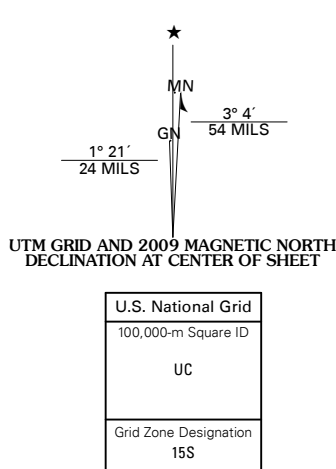 ★
MN
3° 4´
54 MILS
GN
1° 21´
24 MILS
UTM GRID AND 2009 MAGNETIC NORTH
DECLINATION AT CENTER OF SHEET
U.S. National Grid
100,000-m Square ID
UC
Grid Zone Designation
15S